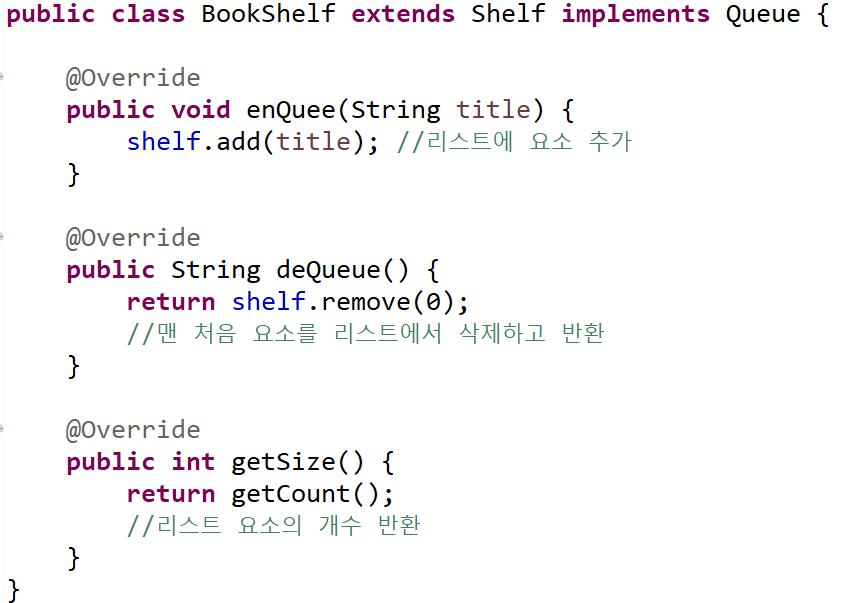 public class BookShelf extends Shelf implements Queue {
@Override
public void enQuee(String title) {
shelf.add(title); //리스트에 요소 추가
}
@Override
public String deQueue() {
return shelf.remove(0);
//맨 처음 요소를 리스트에서 삭제하고 반환
}
@Override
public int getSize() {
return getCount();
//리스트 요소의 개수 반환
}
}